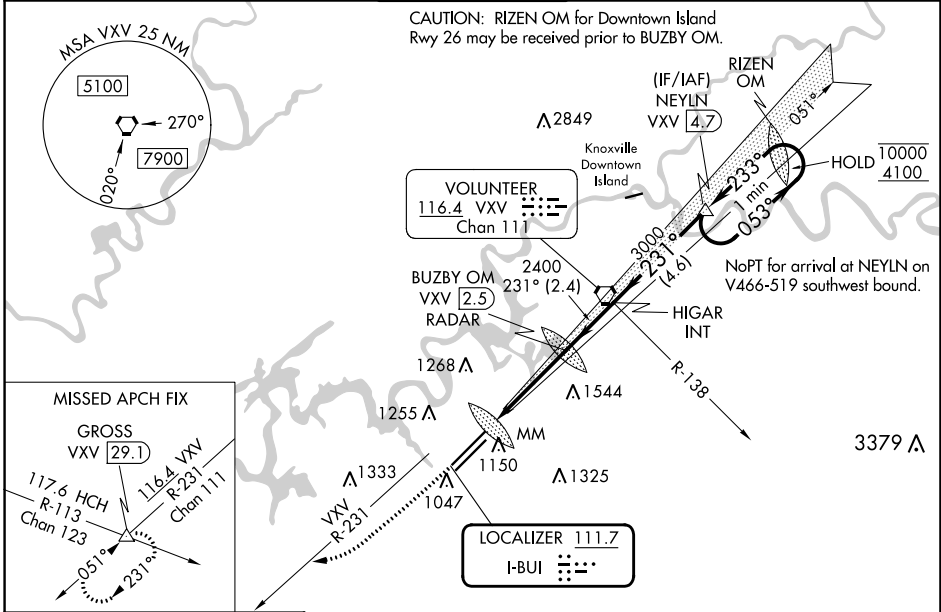 CAUTION: RIZEN OM for Downtown Island
Rwy 26 may be received prior to BUZBY OM.
MSA VXV 25 NM
5100
270°
7900
020°
2849
(IF/IAF)
NEYLN
VXV 4.7
RIZEN
OM
051°
Knoxville
Downtown
Island
HOLD
10000
4100
233°
1 min
053°
VOLUNTEER
116.4 VXV
Chan 111
3000
231°
(4.6)
NoPT for arrival at NEYLN on
V466-519 southwest bound.
2400
231° (2.4)
BUZBY OM
VXV 2.5
RADAR
HIGAR
INT
R-138
1268
1544
1255
MM
1150
3379
1333
1047
1325
VXV
R-231
LOCALIZER 111.7
I-BUI
MISSED APCH FIX
GROSS
VXV 29.1
117.6 HCH
R-113
Chan 123
116.4 VXV
R-231
Chan 111
051°
231°